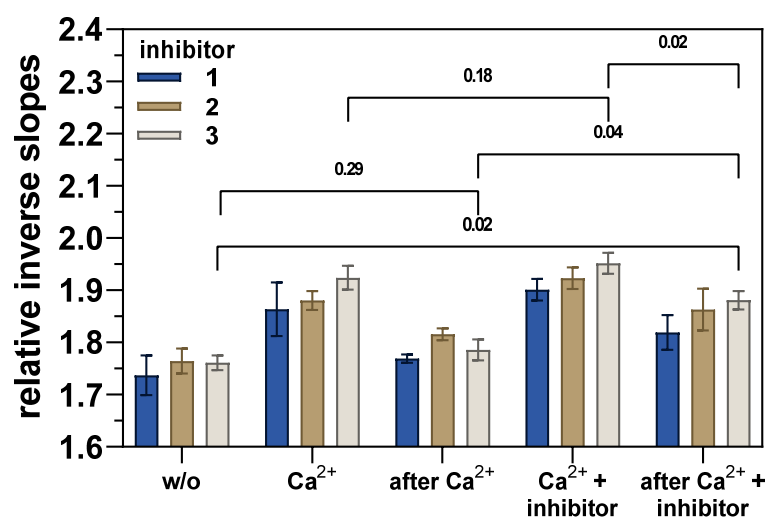 relative inverse slopes
2.4
2.3
2.2
2.1
2.0
1.9
1.8
1.7
1.6
inhibitor
1
2
3
0.02
0.18
0.04
0.29
0.02
w/o
Ca²⁺
after Ca²⁺
Ca²⁺ +
inhibitor
after Ca²⁺ +
inhibitor